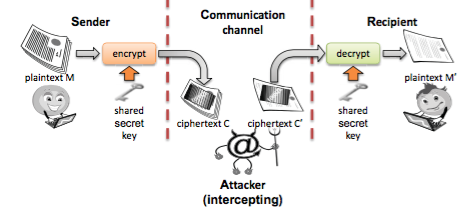 Sender
Communication
channel
Recipient
encrypt
decrypt
plaintext M
shared
secret
key
ciphertext C
ciphertext C'
shared
secret
key
plaintext M'
@
Attacker
(intercepting)